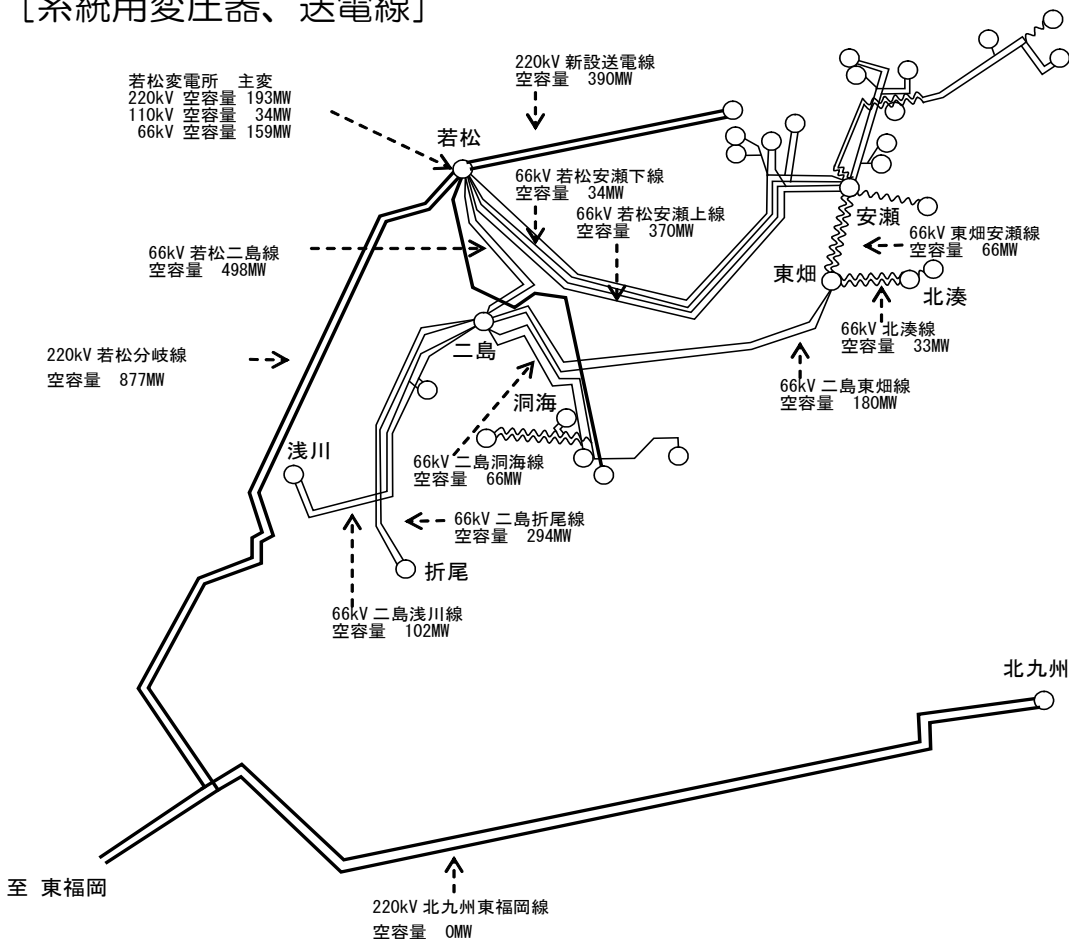 ［系統用変圧器、送電線］
若松変電所　主変
220kV 空容量 193MW
110kV 空容量  34MW
66kV 空容量 159MW
220kV 新設送電線
空容量　390MW
若松
66kV 若松安瀬下線
空容量　34MW
66kV 若松安瀬上線
空容量　370MW
安瀬
66kV 東畑安瀬線
空容量　66MW
66kV 若松二島線
空容量　498MW
東畑
北湊
66kV 北湊線
空容量　33MW
二島
220kV 若松分岐線
空容量　877MW
66kV 二島東畑線
空容量　180MW
洞海
浅川
66kV 二島洞海線
空容量　66MW
66kV 二島折尾線
空容量　294MW
折尾
66kV 二島浅川線
空容量　102MW
北九州
至 東福岡
220kV 北九州東福岡線
空容量　0MW